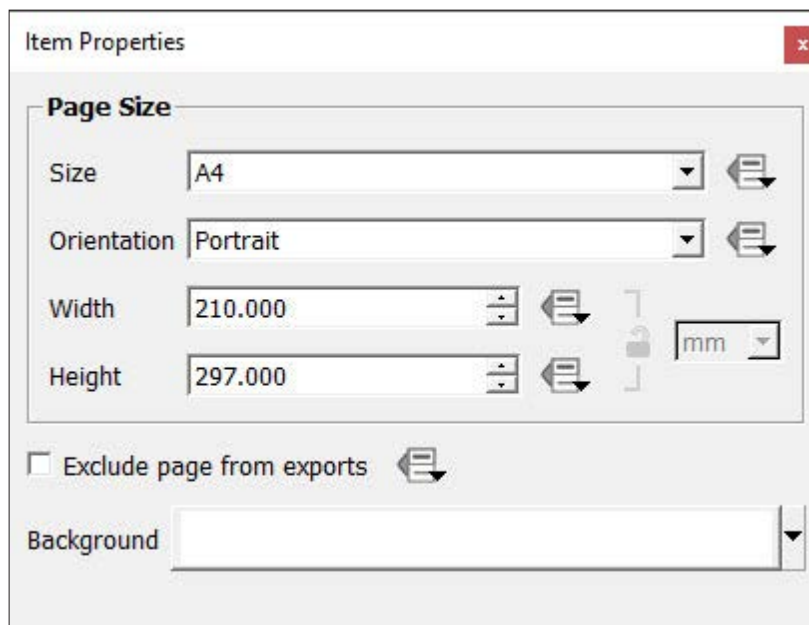 Item Properties
x
Page Size
Size A4
Orientation Portrait
Width 210.000
mm
Height 297.000
Exclude page from exports
Background